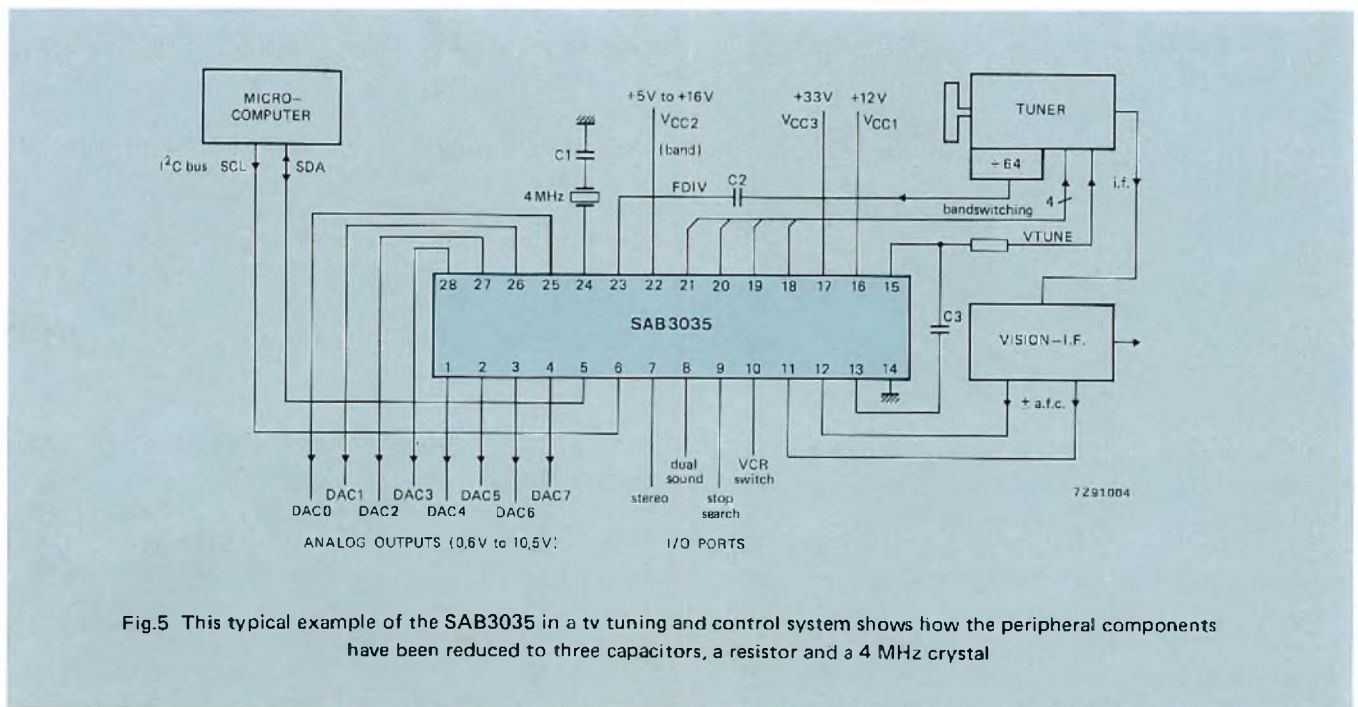 MICRO–
COMPUTER
I²C bus SCL SDA
+5V to +16V
VCC2
(band)
+33V
VCC3
+12V
VCC1
C1
4 MHz
FDIV
C2
TUNER
÷64
4
bandswitching
i.f.
VTUNE
28 27 26 25 24 23 22 21 20 19 18 17 16 15
SAB3035
1 2 3 4 5 6 7 8 9 10 11 12 13 14
C3
VISION–I.F.
± a.f.c.
DAC0
DAC1
DAC2
DAC3
DAC4
DAC5
DAC6
DAC7
ANALOG OUTPUTS (0,6V to 10,5V)
stereo
dual
sound
stop
search
VCR
switch
I/O PORTS
7Z91004
Fig.5 This typical example of the SAB3035 in a tv tuning and control system shows how the peripheral components
have been reduced to three capacitors, a resistor and a 4 MHz crystal